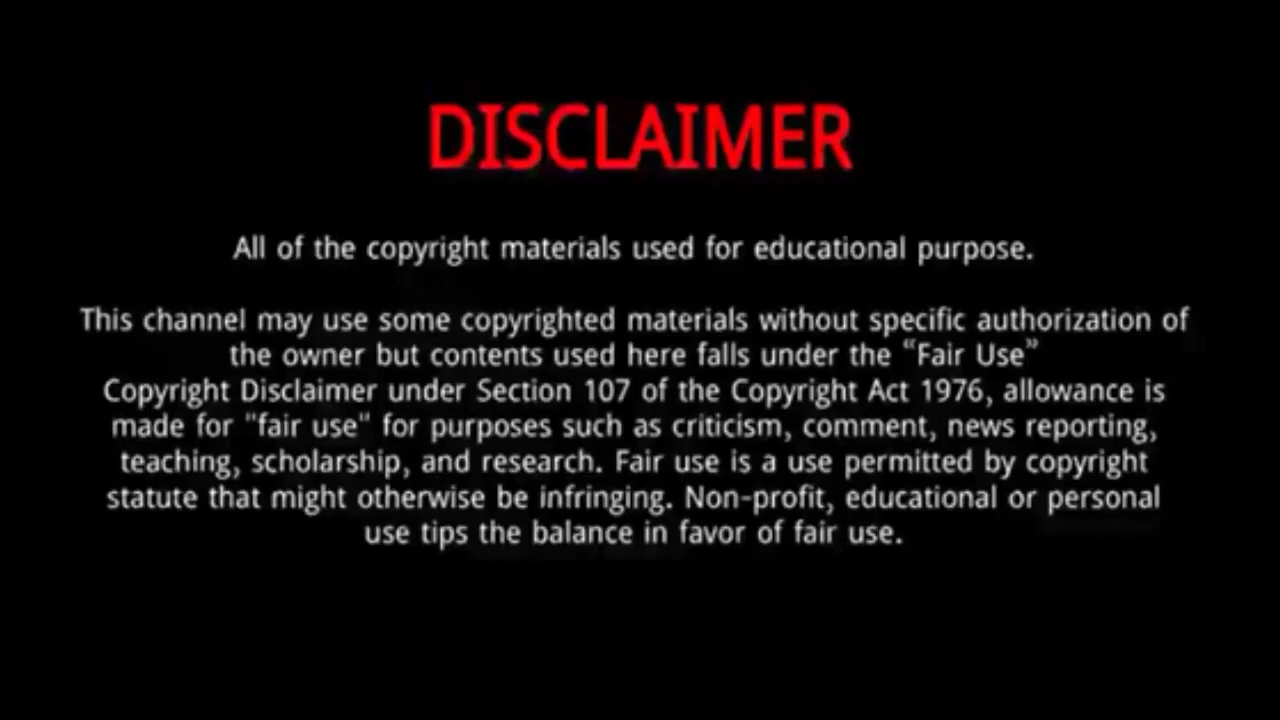 DISCLAIMER
All of the copyright materials used for educational purpose.
This channel may use some copyrighted materials without specific authorization of
the owner but contents used here falls under the “Fair Use”
Copyright Disclaimer under Section 107 of the Copyright Act 1976, allowance is
made for "fair use" for purposes such as criticism, comment, news reporting,
teaching, scholarship, and research. Fair use is a use permitted by copyright
statute that might otherwise be infringing. Non-profit, educational or personal
use tips the balance in favor of fair use.